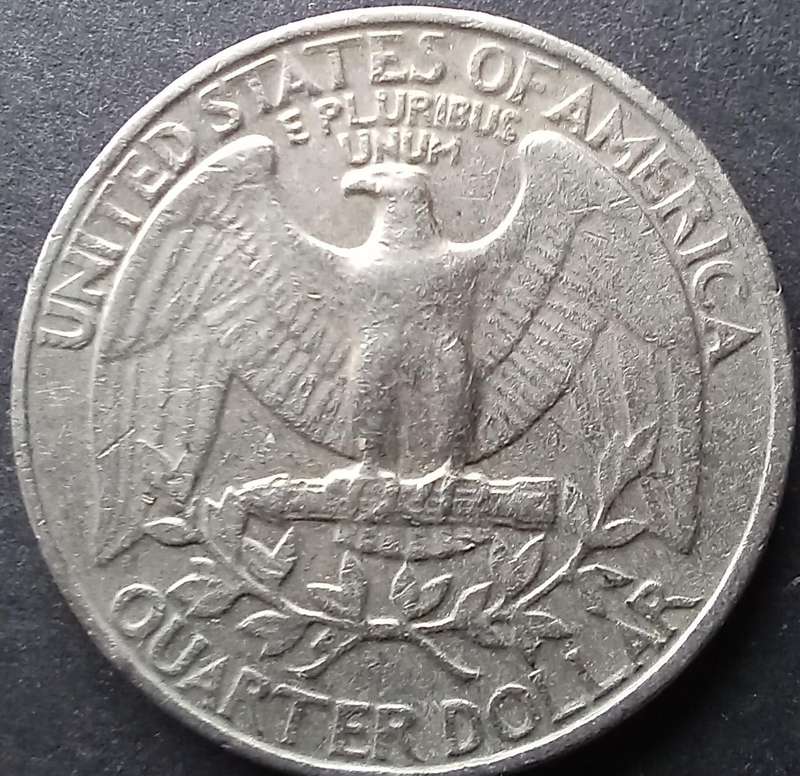 UNITED STATES OF AMERICA
E PLURIBUS
UNUM
QUARTER DOLLAR